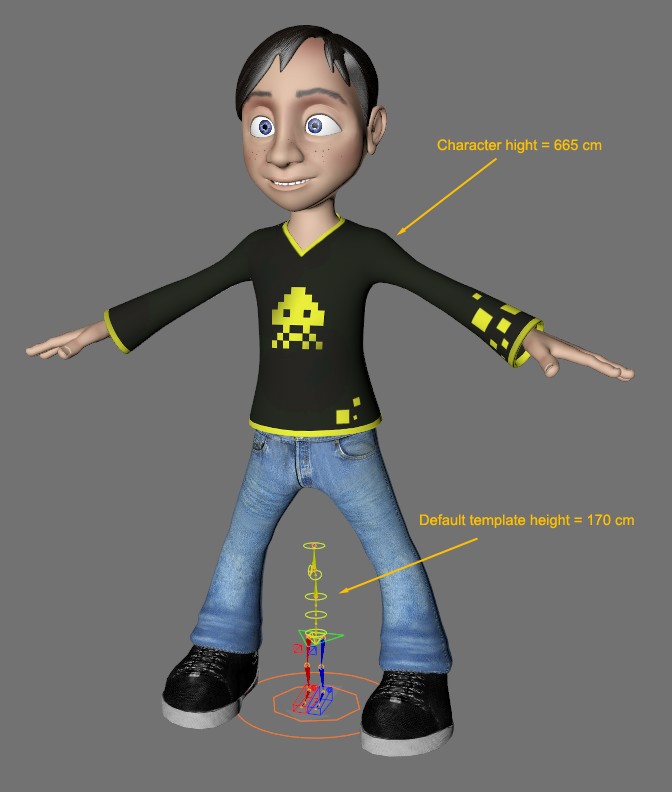 Character hight = 665 cm
Default template height = 170 cm